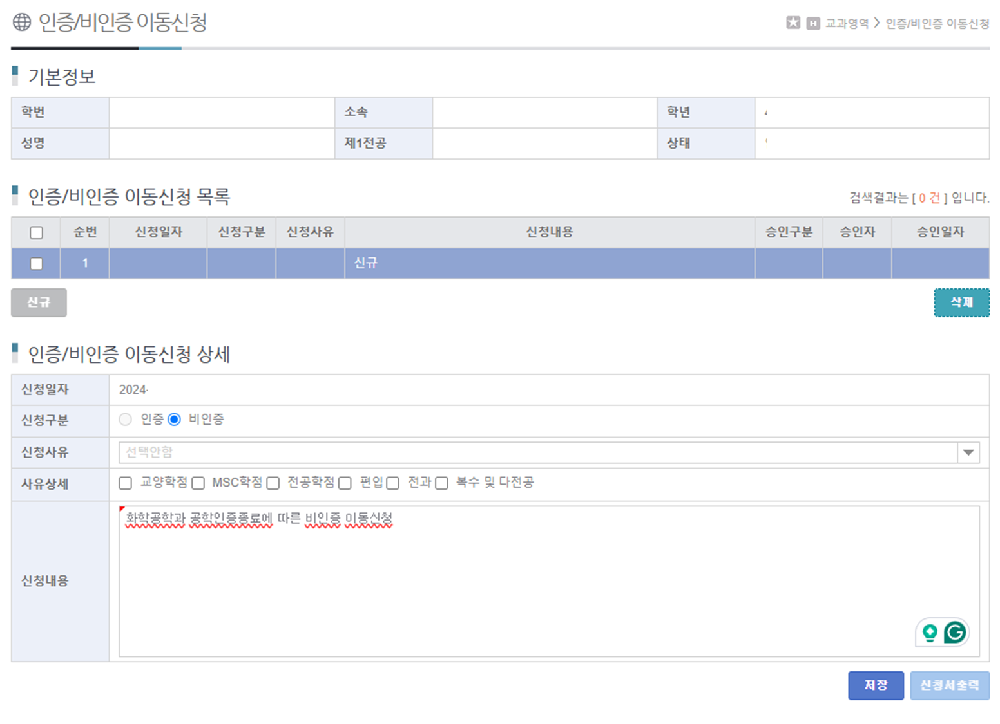 인증/비인증 이동신청
교과영역 > 인증/비인증 이동신청
기본정보
학번 소속 학년
성명 제1전공 상태
인증/비인증 이동신청 목록 검색결과는 [ 0 건 ] 입니다.
순번 신청일자 신청구분 신청사유 신청내용 승인구분 승인자 승인일자
1 신규
신규 삭제
인증/비인증 이동신청 상세
신청일자 2024-
신청구분 인증 비인증
신청사유 선택안함
사유상세 교양학점 MSC학점 전공학점 편입 전과 복수 및 다전공
화학공학과 공학인증종료에 따른 비인증 이동신청
신청내용
저장 신청서출력